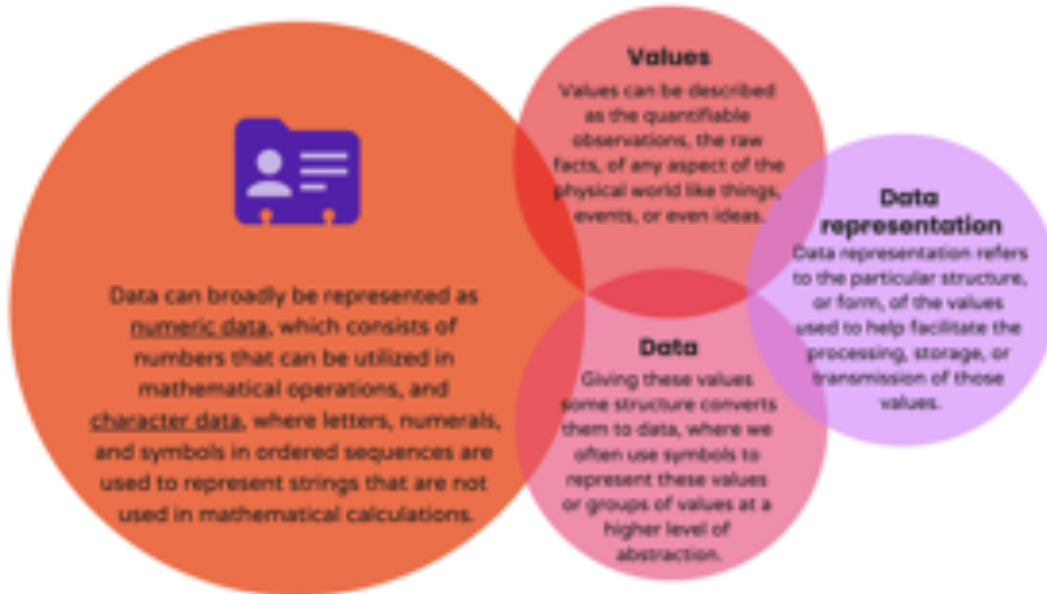 Data can broadly be represented as
numeric data, which consists of
numbers that can be utilized in
mathematical operations, and
character data, where letters, numerals,
and symbols in ordered sequences are
used to represent strings that are not
used in mathematical calculations.
Values
Values can be described
as the quantifiable
observations, the raw
facts, of any aspect of the
physical world like things,
events, or even ideas.
Data
Giving these values
some structure converts
them to data, where we
often use symbols to
represent these values
or groups of values at a
higher level of
abstraction.
Data
representation
Data representation refers
to the particular structure,
or form, of the values
used to help facilitate the
processing, storage, or
transmission of those
values.